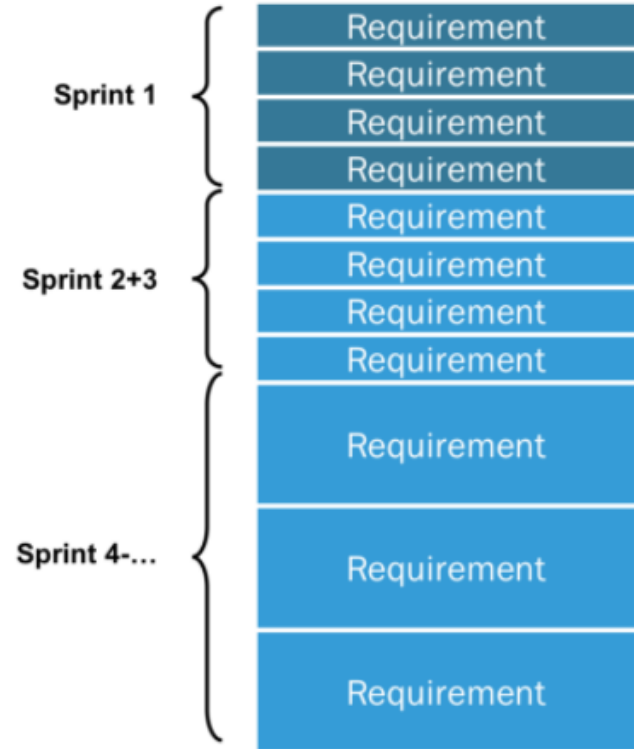 Requirement
Requirement
Sprint 1
Requirement
Requirement
Requirement
Requirement
Sprint 2+3
Requirement
Requirement
Requirement
Sprint 4-...
Requirement
Requirement